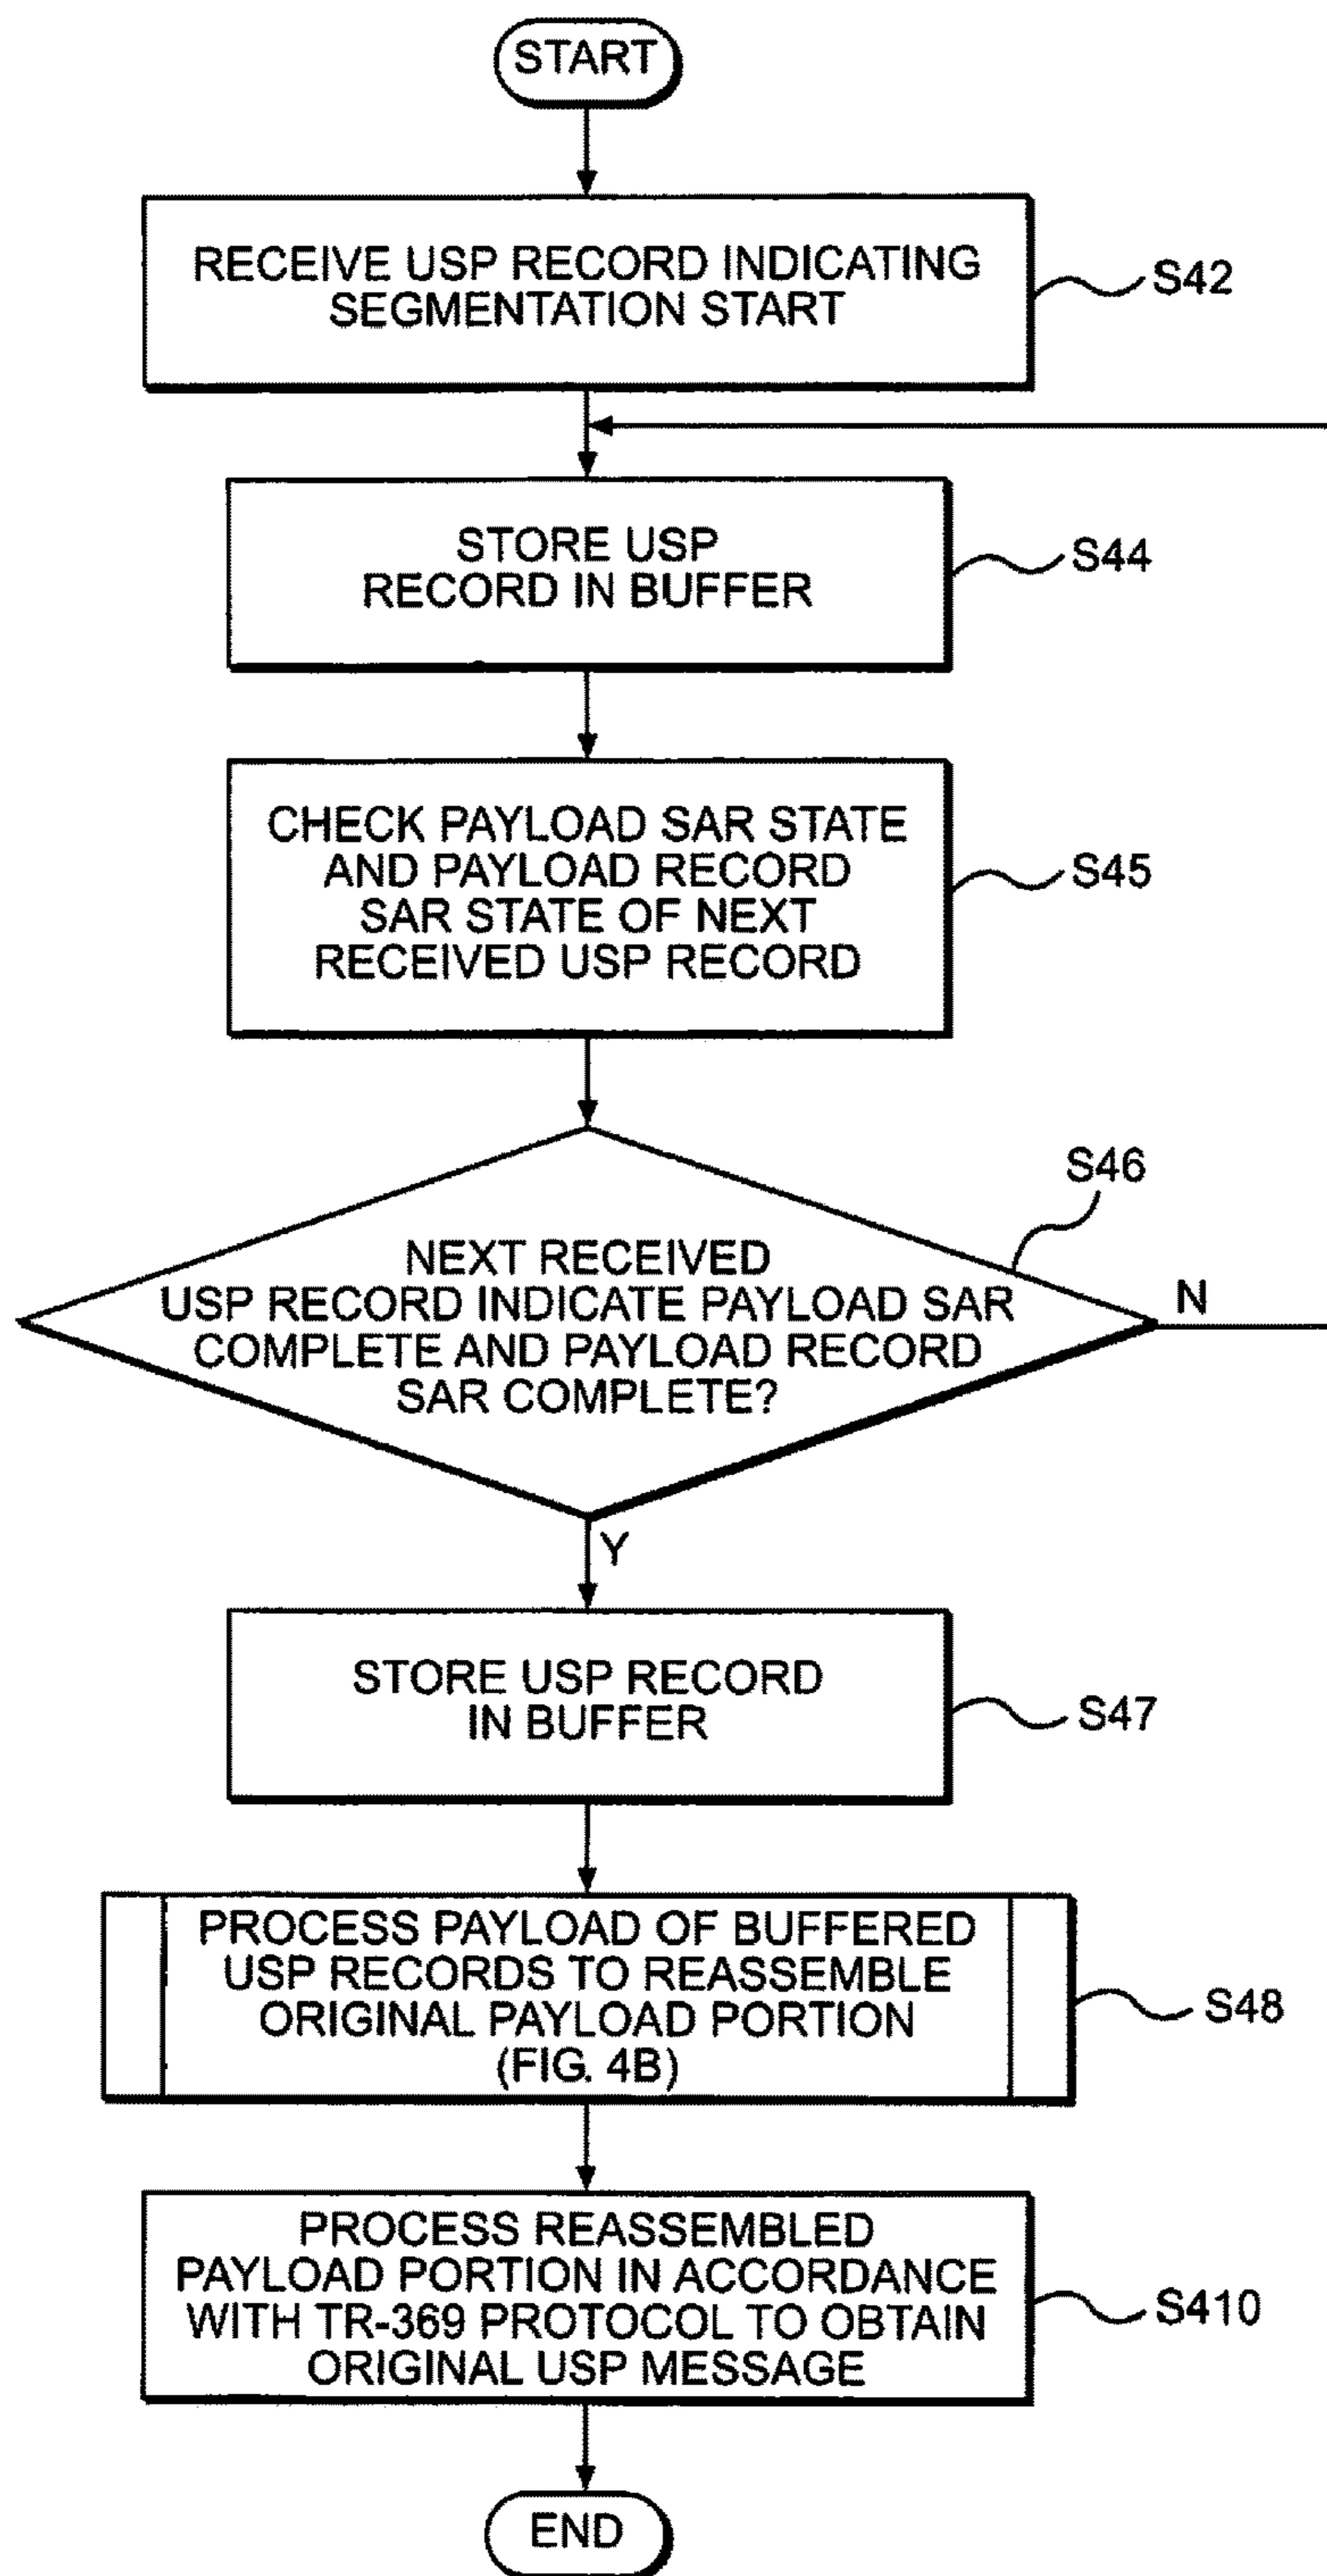 START
RECEIVE USP RECORD INDICATING
SEGMENTATION START
S42
STORE USP
RECORD IN BUFFER
S44
CHECK PAYLOAD SAR STATE
AND PAYLOAD RECORD
SAR STATE OF NEXT
RECEIVED USP RECORD
S45
S46
NEXT RECEIVED
USP RECORD INDICATE PAYLOAD SAR
COMPLETE AND PAYLOAD RECORD
SAR COMPLETE?
N
Y
STORE USP RECORD
IN BUFFER
S47
PROCESS PAYLOAD OF BUFFERED
USP RECORDS TO REASSEMBLE
ORIGINAL PAYLOAD PORTION
(FIG. 4B)
S48
PROCESS REASSEMBLED
PAYLOAD PORTION IN ACCORDANCE
WITH TR-369 PROTOCOL TO OBTAIN
ORIGINAL USP MESSAGE
S410
END